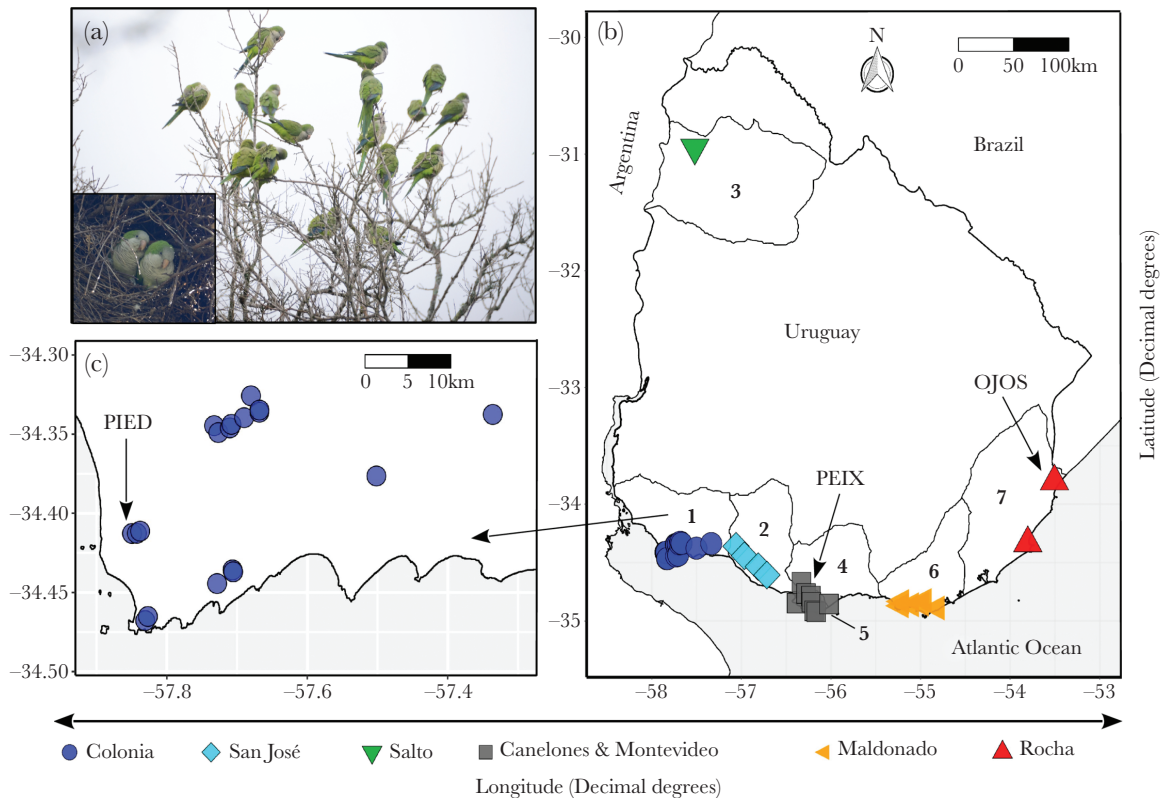 (a)
(b)
N
0 50 100km
−30
−31
−32
−33
−34
−35
Argentina
Brazil
3
Uruguay
OJOS
PEIX
1
2
4
5
6
7
Atlantic Ocean
−58 −57 −56 −55 −54 −53
Latitude (Decimal degrees)
(c)
0 5 10km
−34.30
−34.35
−34.40
−34.45
−34.50
PIED
−57.8 −57.6 −57.4
Colonia San José Salto Canelones & Montevideo Maldonado Rocha
Longitude (Decimal degrees)